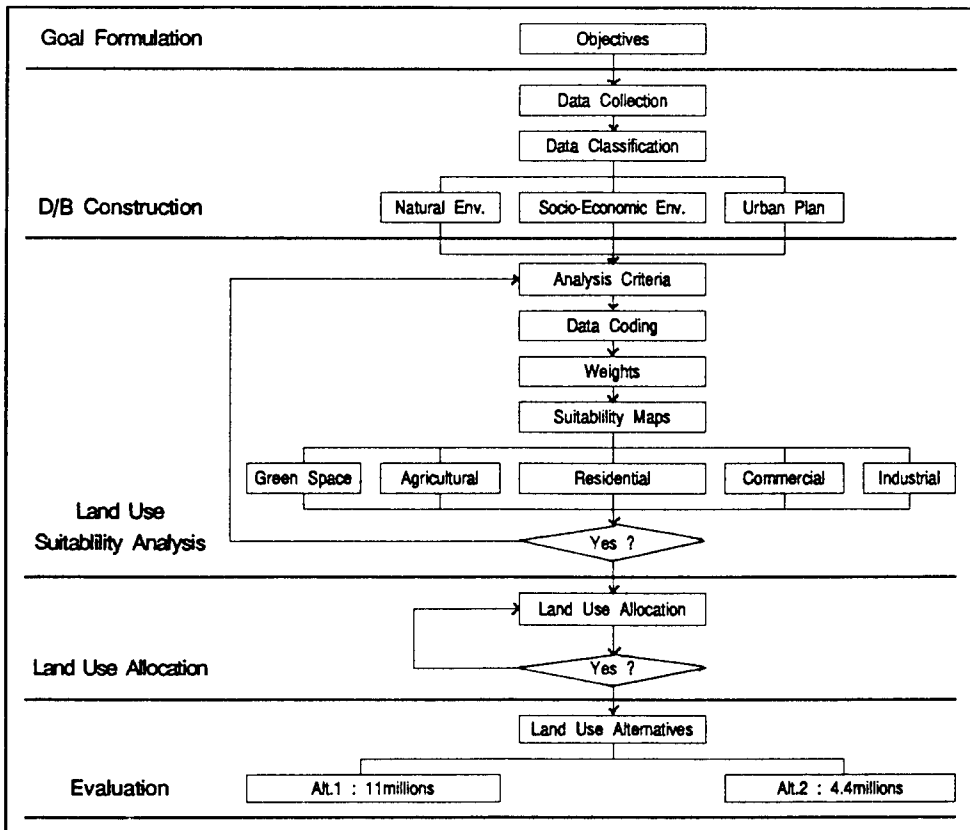 Goal Formulation
Objectives
Data Collection
Data Classification
D/B Construction
Natural Env.
Socio-Economic Env.
Urban Plan
Analysis Criteria
Data Coding
Weights
Suitablility Maps
Green Space
Agricultural
Residential
Commercial
Industrial
Land Use
Suitablility Analysis
Yes ?
Land Use Allocation
Land Use Allocation
Yes ?
Land Use Alternatives
Evaluation
Alt.1 : 11millions
Alt.2 : 4.4millions